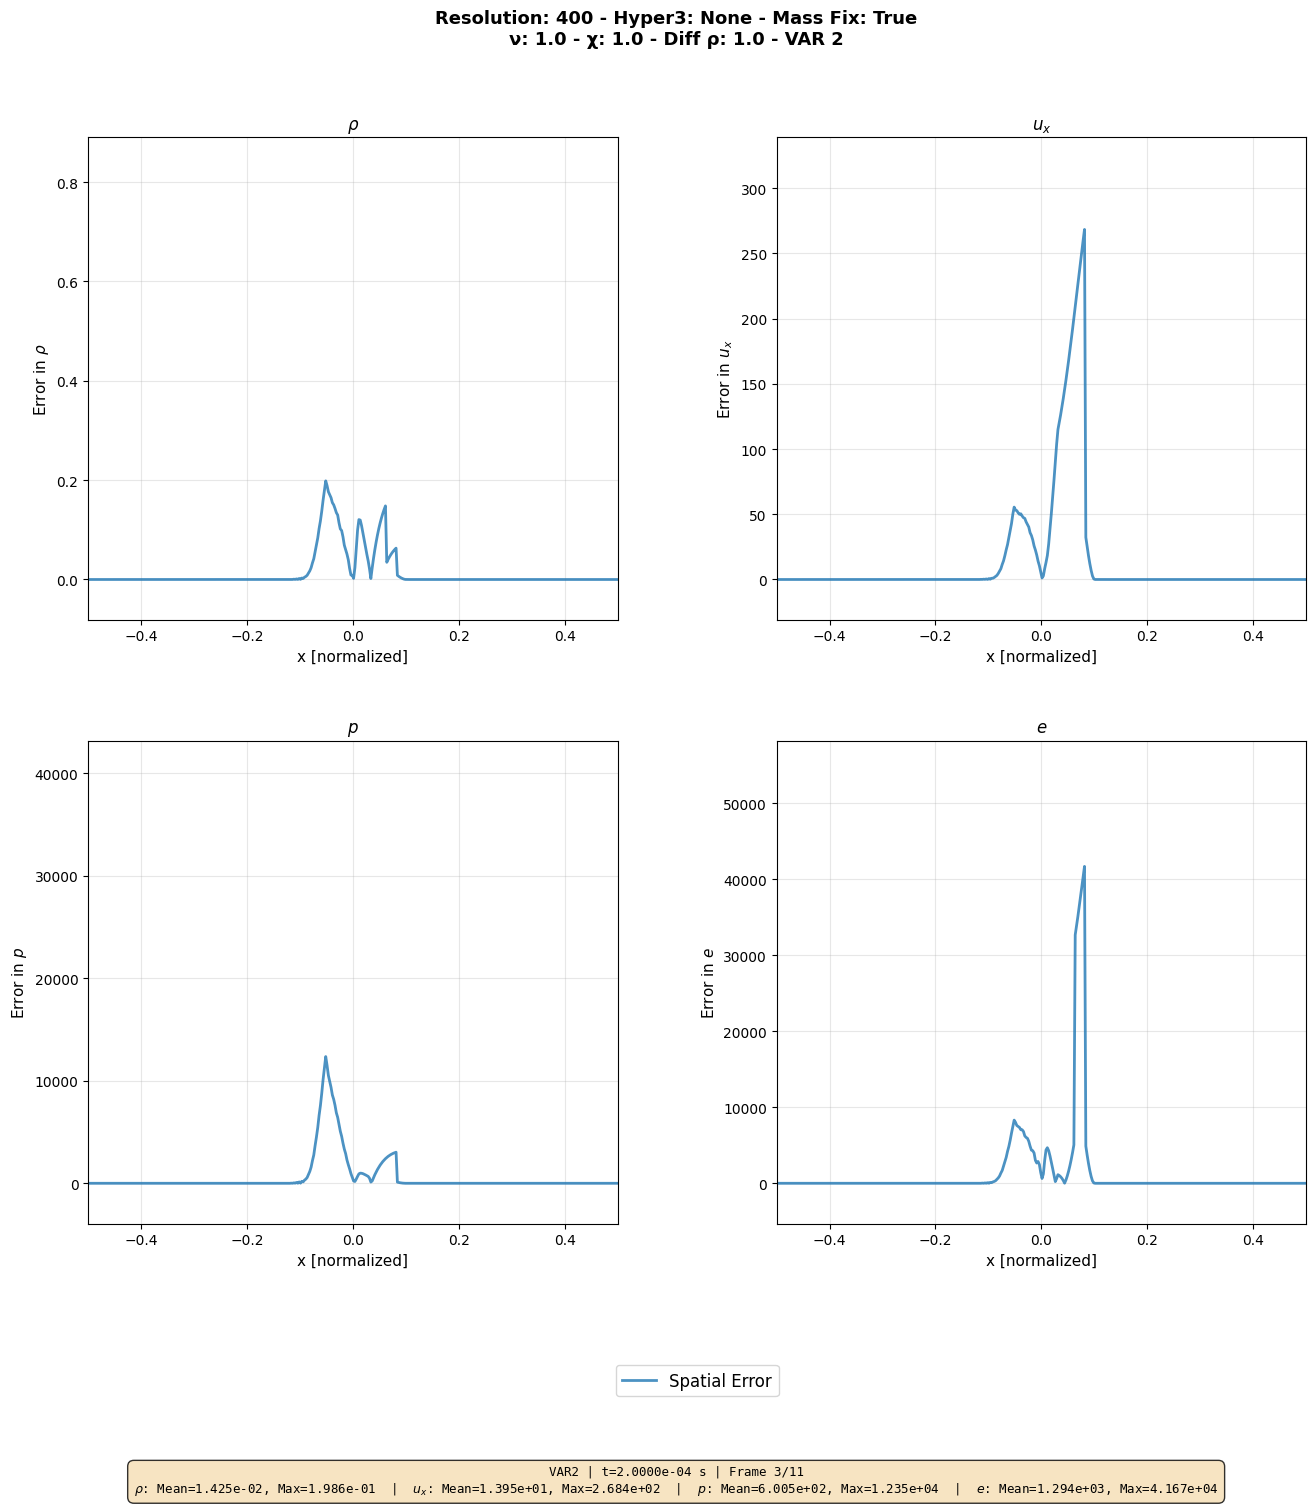 Resolution: 400 - Hyper3: None - Mass Fix: True
ν: 1.0 - χ: 1.0 - Diff ρ: 1.0 - VAR 2
ρ
0.8
0.6
0.4
0.2
0.0
Error in ρ
−0.4 −0.2 0.0 0.2 0.4
x [normalized]
u_x
300
250
200
150
100
50
0
Error in u_x
−0.4 −0.2 0.0 0.2 0.4
x [normalized]
p
40000
30000
20000
10000
0
Error in p
−0.4 −0.2 0.0 0.2 0.4
x [normalized]
e
50000
40000
30000
20000
10000
0
Error in e
−0.4 −0.2 0.0 0.2 0.4
x [normalized]
Spatial Error
VAR2 | t=2.0000e-04 s | Frame 3/11
ρ: Mean=1.425e-02, Max=1.986e-01 | u_x: Mean=1.395e+01, Max=2.684e+02 | p: Mean=6.005e+02, Max=1.235e+04 | e: Mean=1.294e+03, Max=4.167e+04